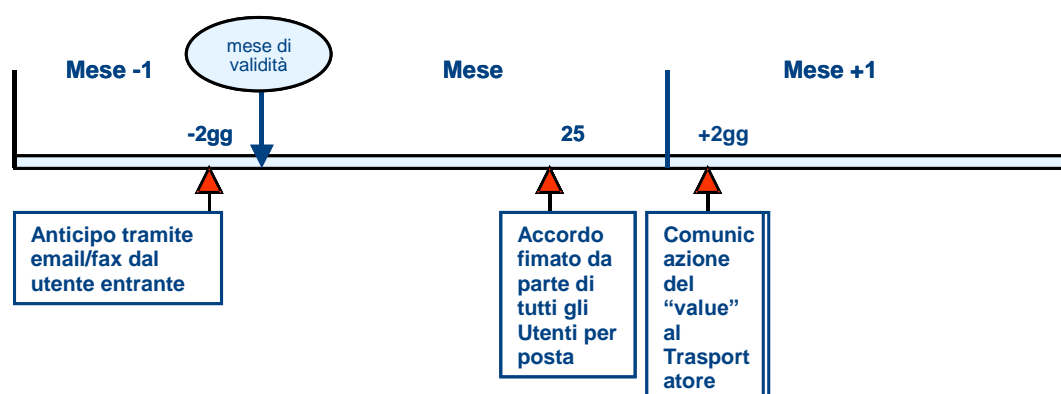 mese di
validità
Mese -1
Mese
Mese +1
-2gg
25
+2gg
Anticipo tramite
email/fax dal
utente entrante
Accordo
fimato da
parte di
tutti gli
Utenti per
posta
Comunic
azione
del
“value”
al
Trasport
atore